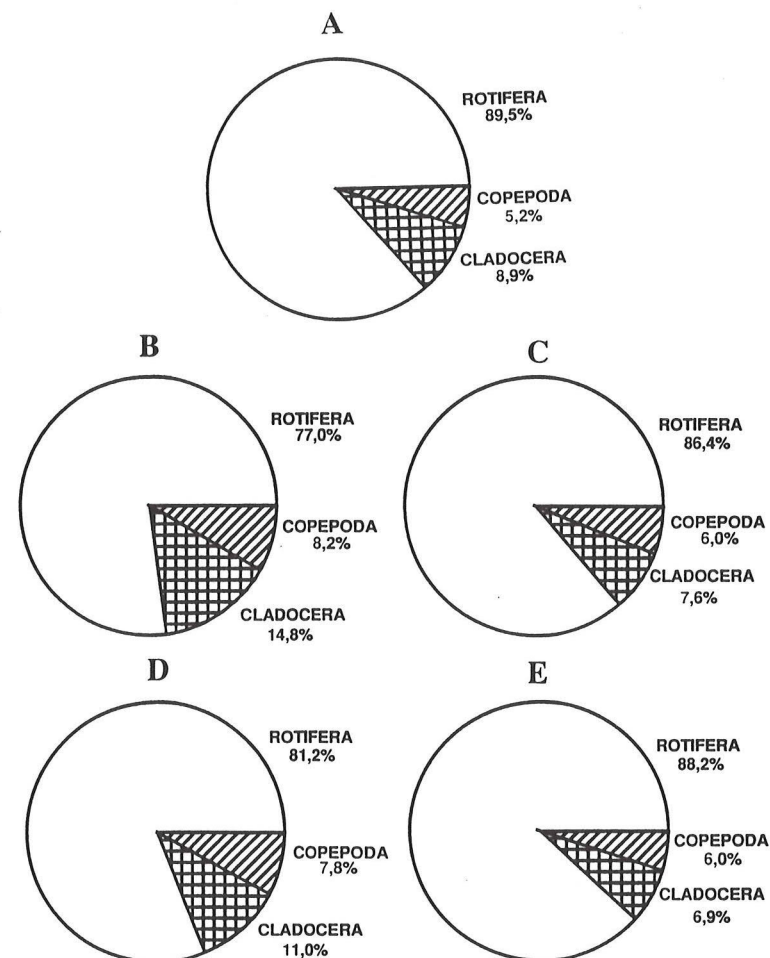 A
ROTIFERA
89,5%
COPEPODA
5,2%
CLADOCERA
8,9%
B
ROTIFERA
77,0%
COPEPODA
8,2%
CLADOCERA
14,8%
C
ROTIFERA
86,4%
COPEPODA
6,0%
CLADOCERA
7,6%
D
ROTIFERA
81,2%
COPEPODA
7,8%
CLADOCERA
11,0%
E
ROTIFERA
88,2%
COPEPODA
6,0%
CLADOCERA
6,9%